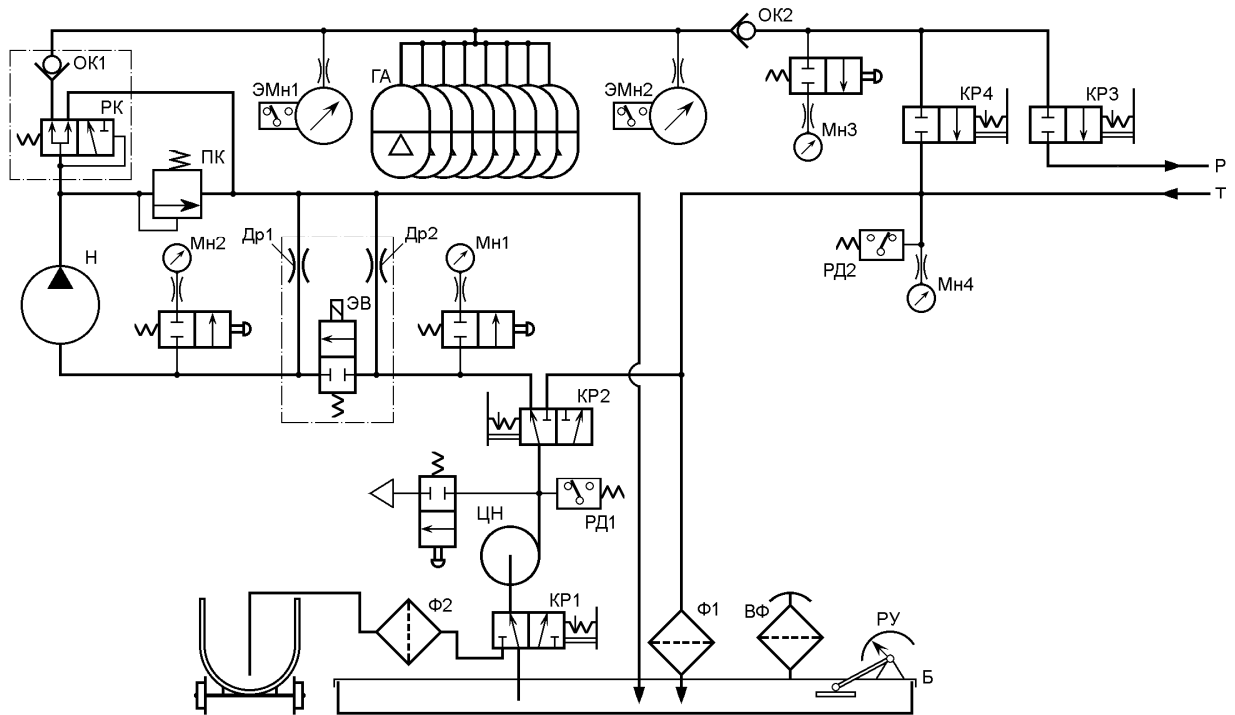 ОК2
ОК1
ЭМн1
ГА
ЭМн2
РК
КР4
КР3
Мн3
ПК
Р
Т
Др1
Др2
Мн2
Мн1
Н
РД2
Мн4
ЭВ
КР2
ЦН
РД1
КР1
Ф2
Ф1
ВФ
РУ
Б